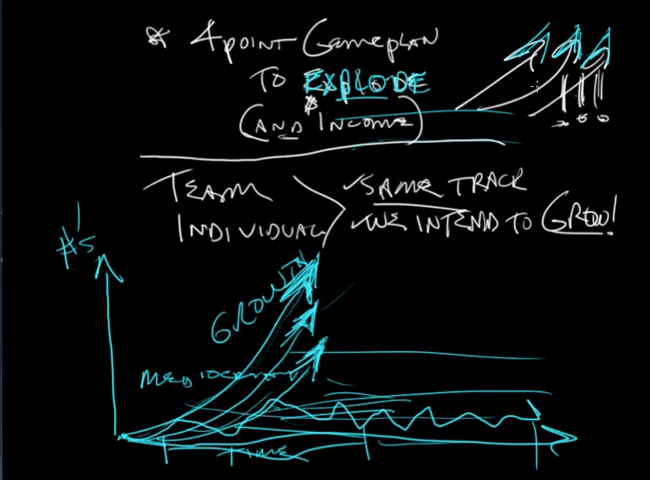 * 4 POINT GAMEPLAN
TO EXPLODE
(AND $ INCOME)
TEAM
INDIVIDUAL
✓SAME TRACK
✓WE INTEND TO GROW!
#'S
GROWTH
MEDIOCRITY
TIME